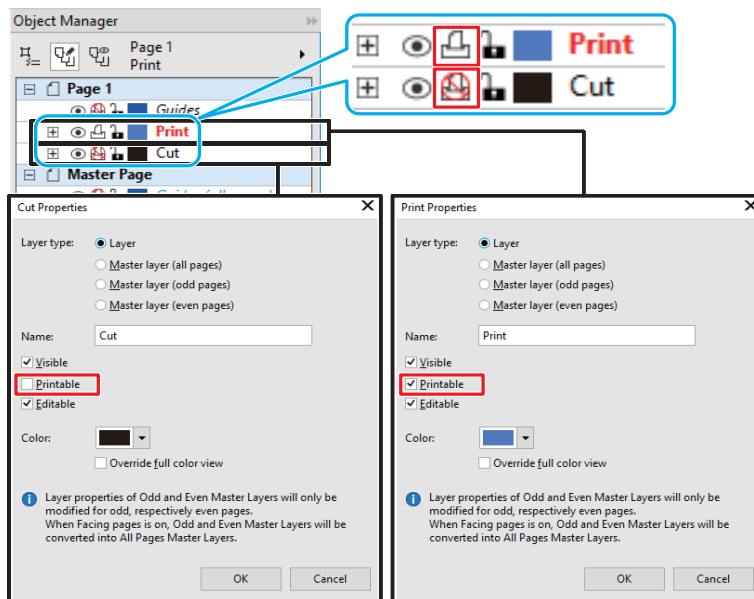 Object Manager
Page 1
Print
Page 1
Guides
Print
Cut
Master Page
Print
Cut
Cut Properties
Layer type:
Layer
Master layer (all pages)
Master layer (odd pages)
Master layer (even pages)
Name:
Cut
Visible
Printable
Editable
Color:
Override full color view
Layer properties of Odd and Even Master Layers will only be
modified for odd, respectively even pages.
When Facing pages is on, Odd and Even Master Layers will be
converted into All Pages Master Layers.
OK
Cancel
Print Properties
Layer type:
Layer
Master layer (all pages)
Master layer (odd pages)
Master layer (even pages)
Name:
Print
Visible
Printable
Editable
Color:
Override full color view
Layer properties of Odd and Even Master Layers will only be
modified for odd, respectively even pages.
When Facing pages is on, Odd and Even Master Layers will be
converted into All Pages Master Layers.
OK
Cancel